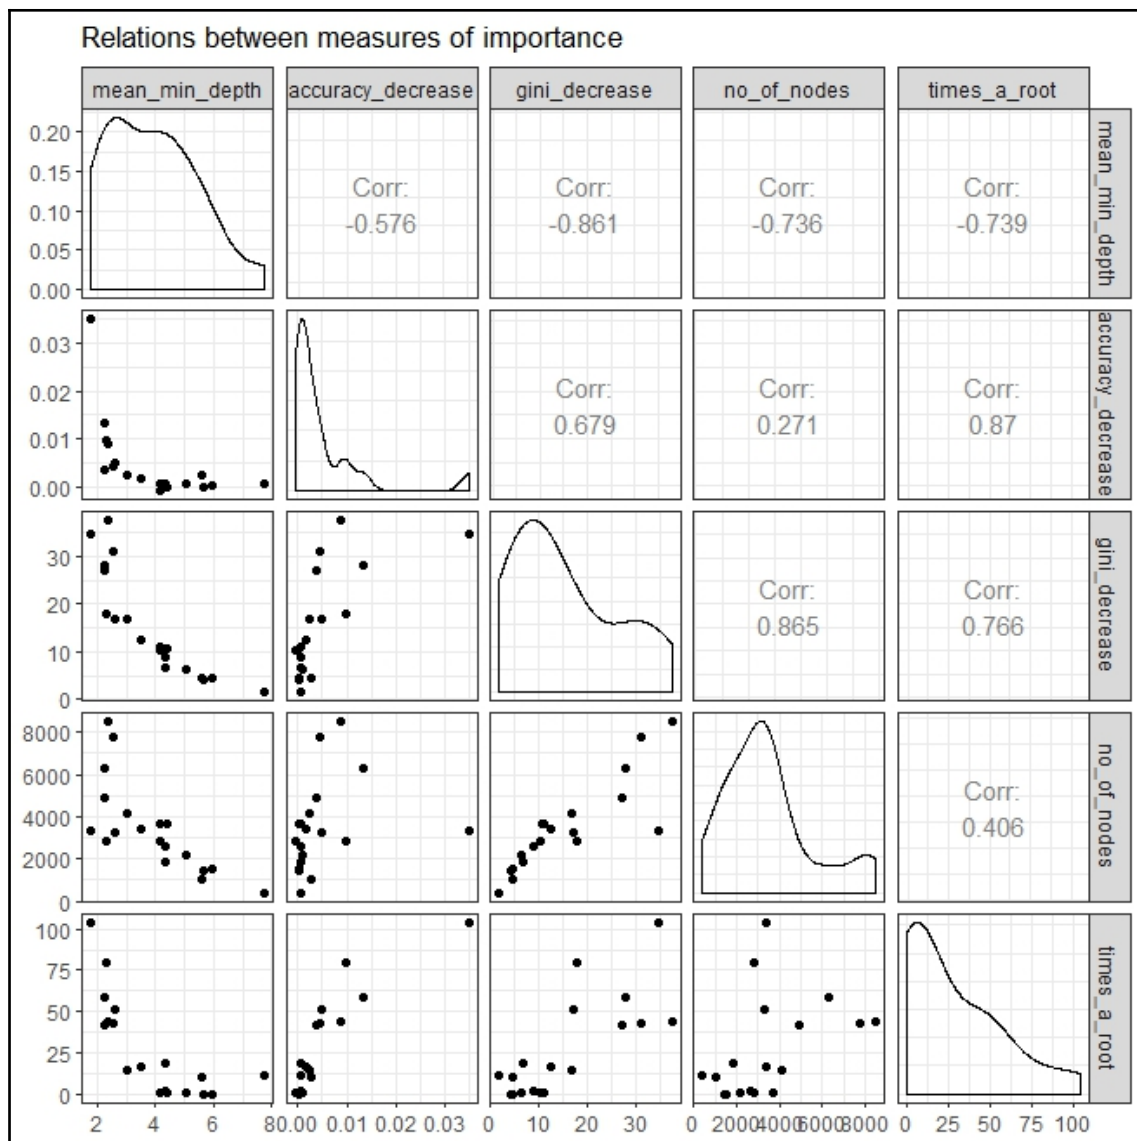 Relations between measures of importance
mean_min_depth accuracy_decrease gini_decrease no_of_nodes times_a_root
0.20
0.15
0.10
0.05
0.00
Corr:
-0.576
Corr:
-0.861
Corr:
-0.736
Corr:
-0.739
mean_min_depth
0.03
0.02
0.01
0.00
Corr:
0.679
Corr:
0.271
Corr:
0.87
accuracy_decrease
30
20
10
0
Corr:
0.865
Corr:
0.766
gini_decrease
8000
6000
4000
2000
0
Corr:
0.406
no_of_nodes
100
75
50
25
0
times_a_root
2 4 6 8
0.00 0.01 0.02 0.03
0 10 20 30
0 2000 4000 6000 8000
0 25 50 75 100